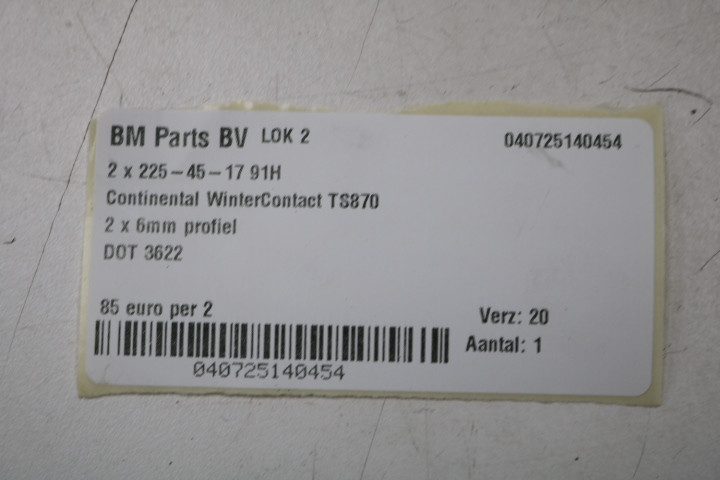 BM Parts BV LOK 2 040725140454
2 x 225-45-17 91H
Continental WinterContact TS870
2 x 6mm profiel
DOT 3622
85 euro per 2
Verz: 20
Aantal: 1
040725140454